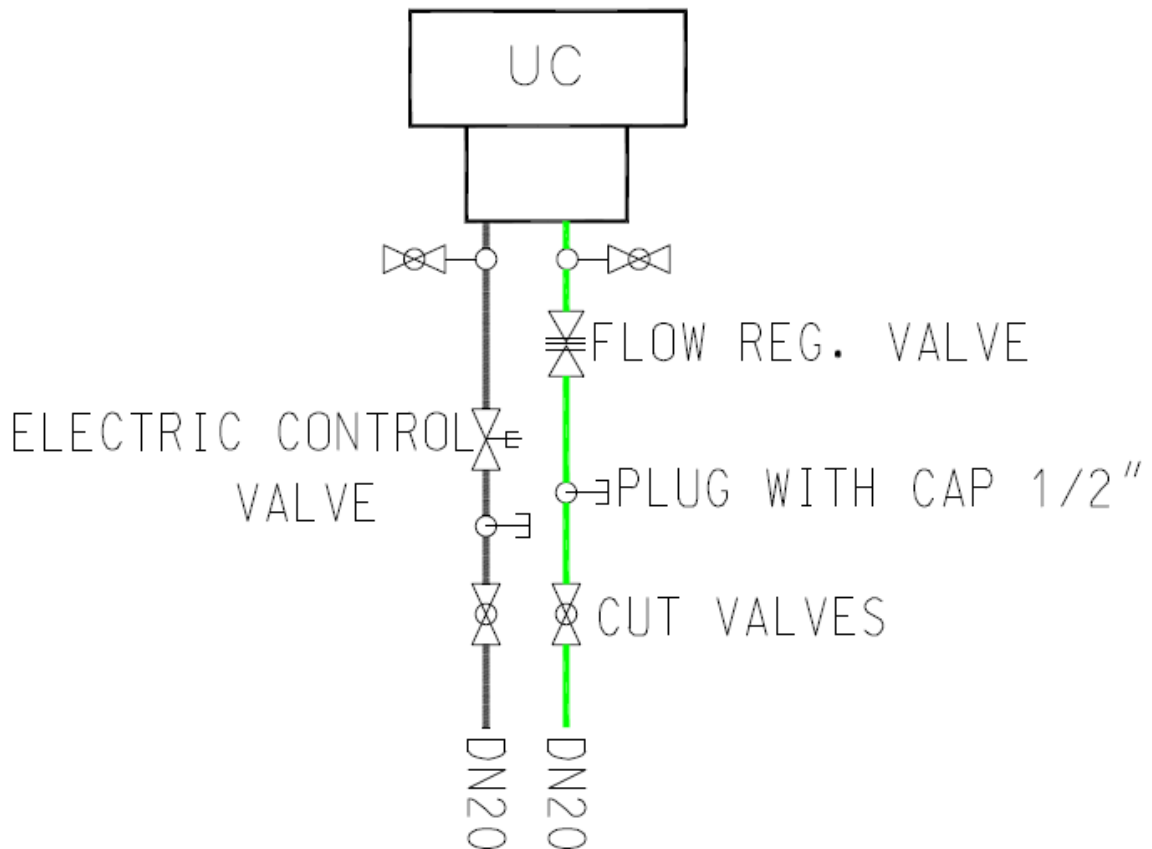 UC
FLOW REG. VALVE
ELECTRIC CONTROL
VALVE
PLUG WITH CAP 1/2"
CUT VALVES
DN20
DN20